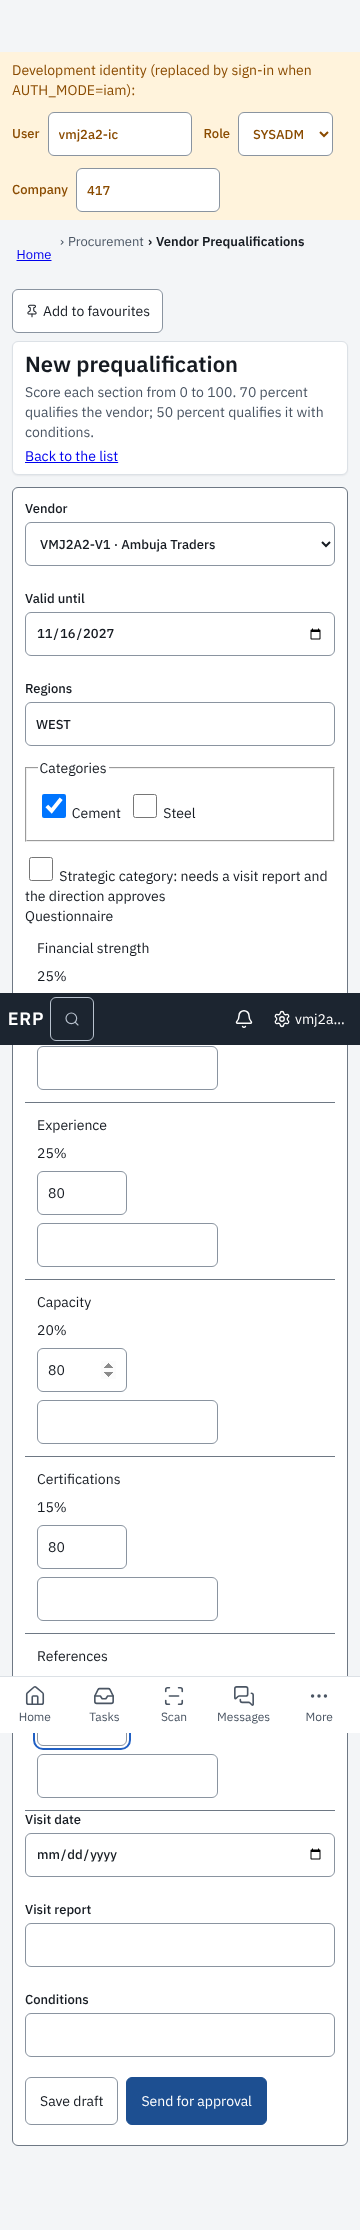 Development identity (replaced by sign-in when
AUTH_MODE=iam):
User vmj2a2-ic Role SYSADM
Company 417
› Procurement › Vendor Prequalifications
Home
Add to favourites
New prequalification
Score each section from 0 to 100. 70 percent
qualifies the vendor; 50 percent qualifies it with
conditions.
Back to the list
Vendor
VMJ2A2-V1 · Ambuja Traders
Valid until
11/16/2027
Regions
WEST
Categories
Cement Steel
Strategic category: needs a visit report and
the direction approves
Questionnaire
Financial strength
25%
ERP vmj2a...
Experience
25%
80
Capacity
20%
80
Certifications
15%
80
References
Home Tasks Scan Messages More
Visit date
mm/dd/yyyy
Visit report
Conditions
Save draft Send for approval